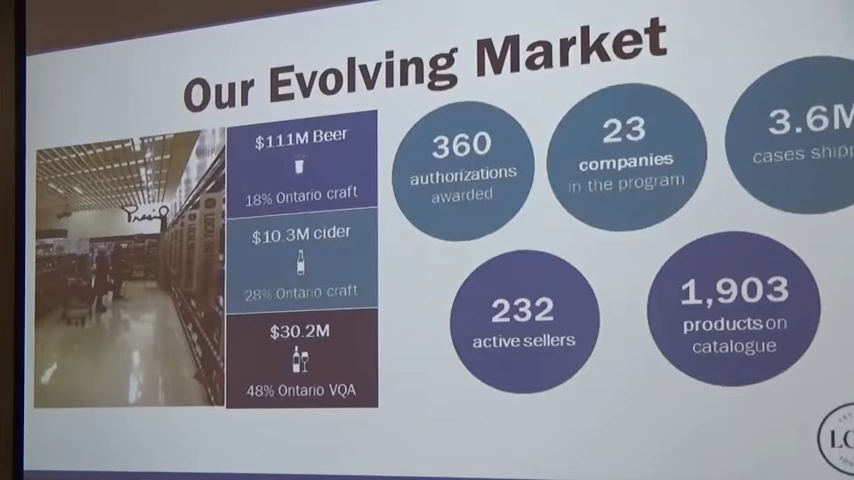 Our Evolving Market
$111M Beer
18% Ontario craft
$10.3M cider
28% Ontario craft
$30.2M
48% Ontario VQA
360
authorizations
awarded
23
companies
in the program
3.6M
cases
232
active sellers
1,903
products on
catalogue